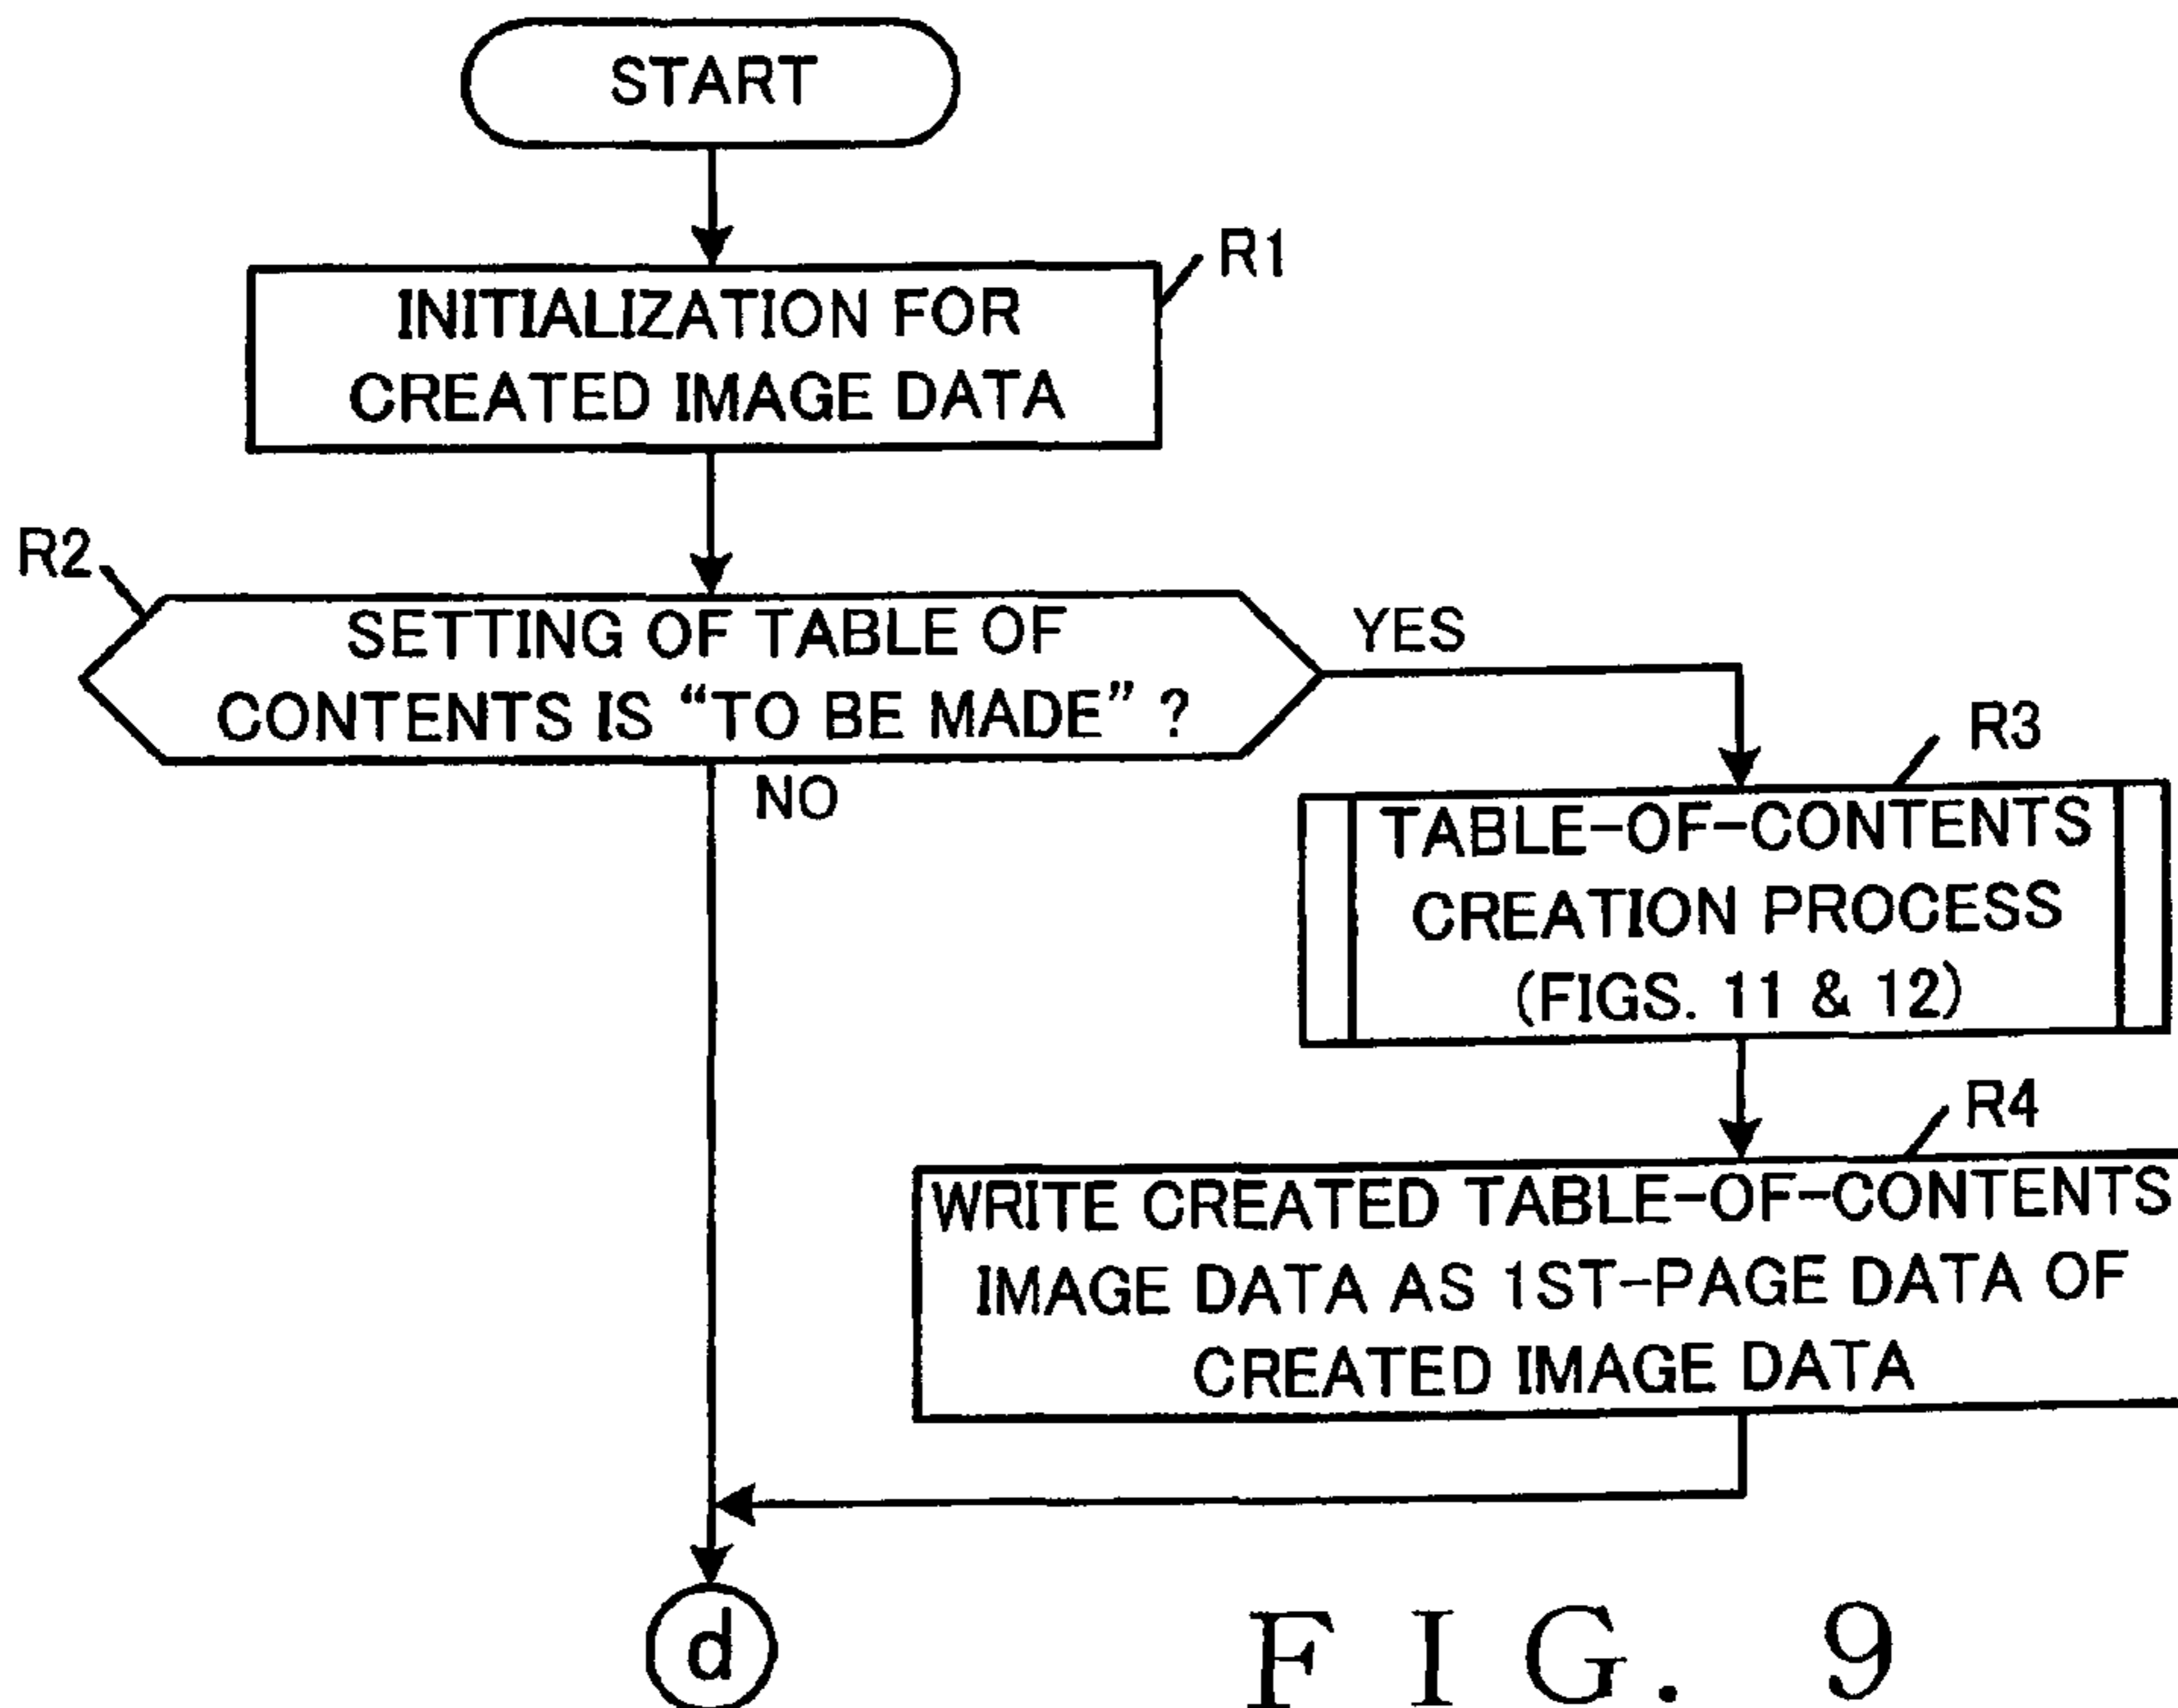 START
R1
INITIALIZATION FOR
CREATED IMAGE DATA
R2
SETTING OF TABLE OF
CONTENTS IS “TO BE MADE” ?
YES
NO
R3
TABLE-OF-CONTENTS
CREATION PROCESS
(FIGS. 11 & 12)
R4
WRITE CREATED TABLE-OF-CONTENTS
IMAGE DATA AS 1ST-PAGE DATA OF
CREATED IMAGE DATA
d
FIG. 9